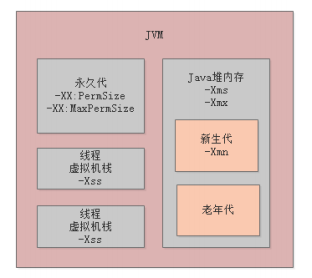 JVM
永久代
-XX:PermSize
-XX:MaxPermSize
线程
虚拟机栈
-Xss
线程
虚拟机栈
-Xss
Java堆内存
-Xms
-Xmx
新生代
-Xmn
老年代